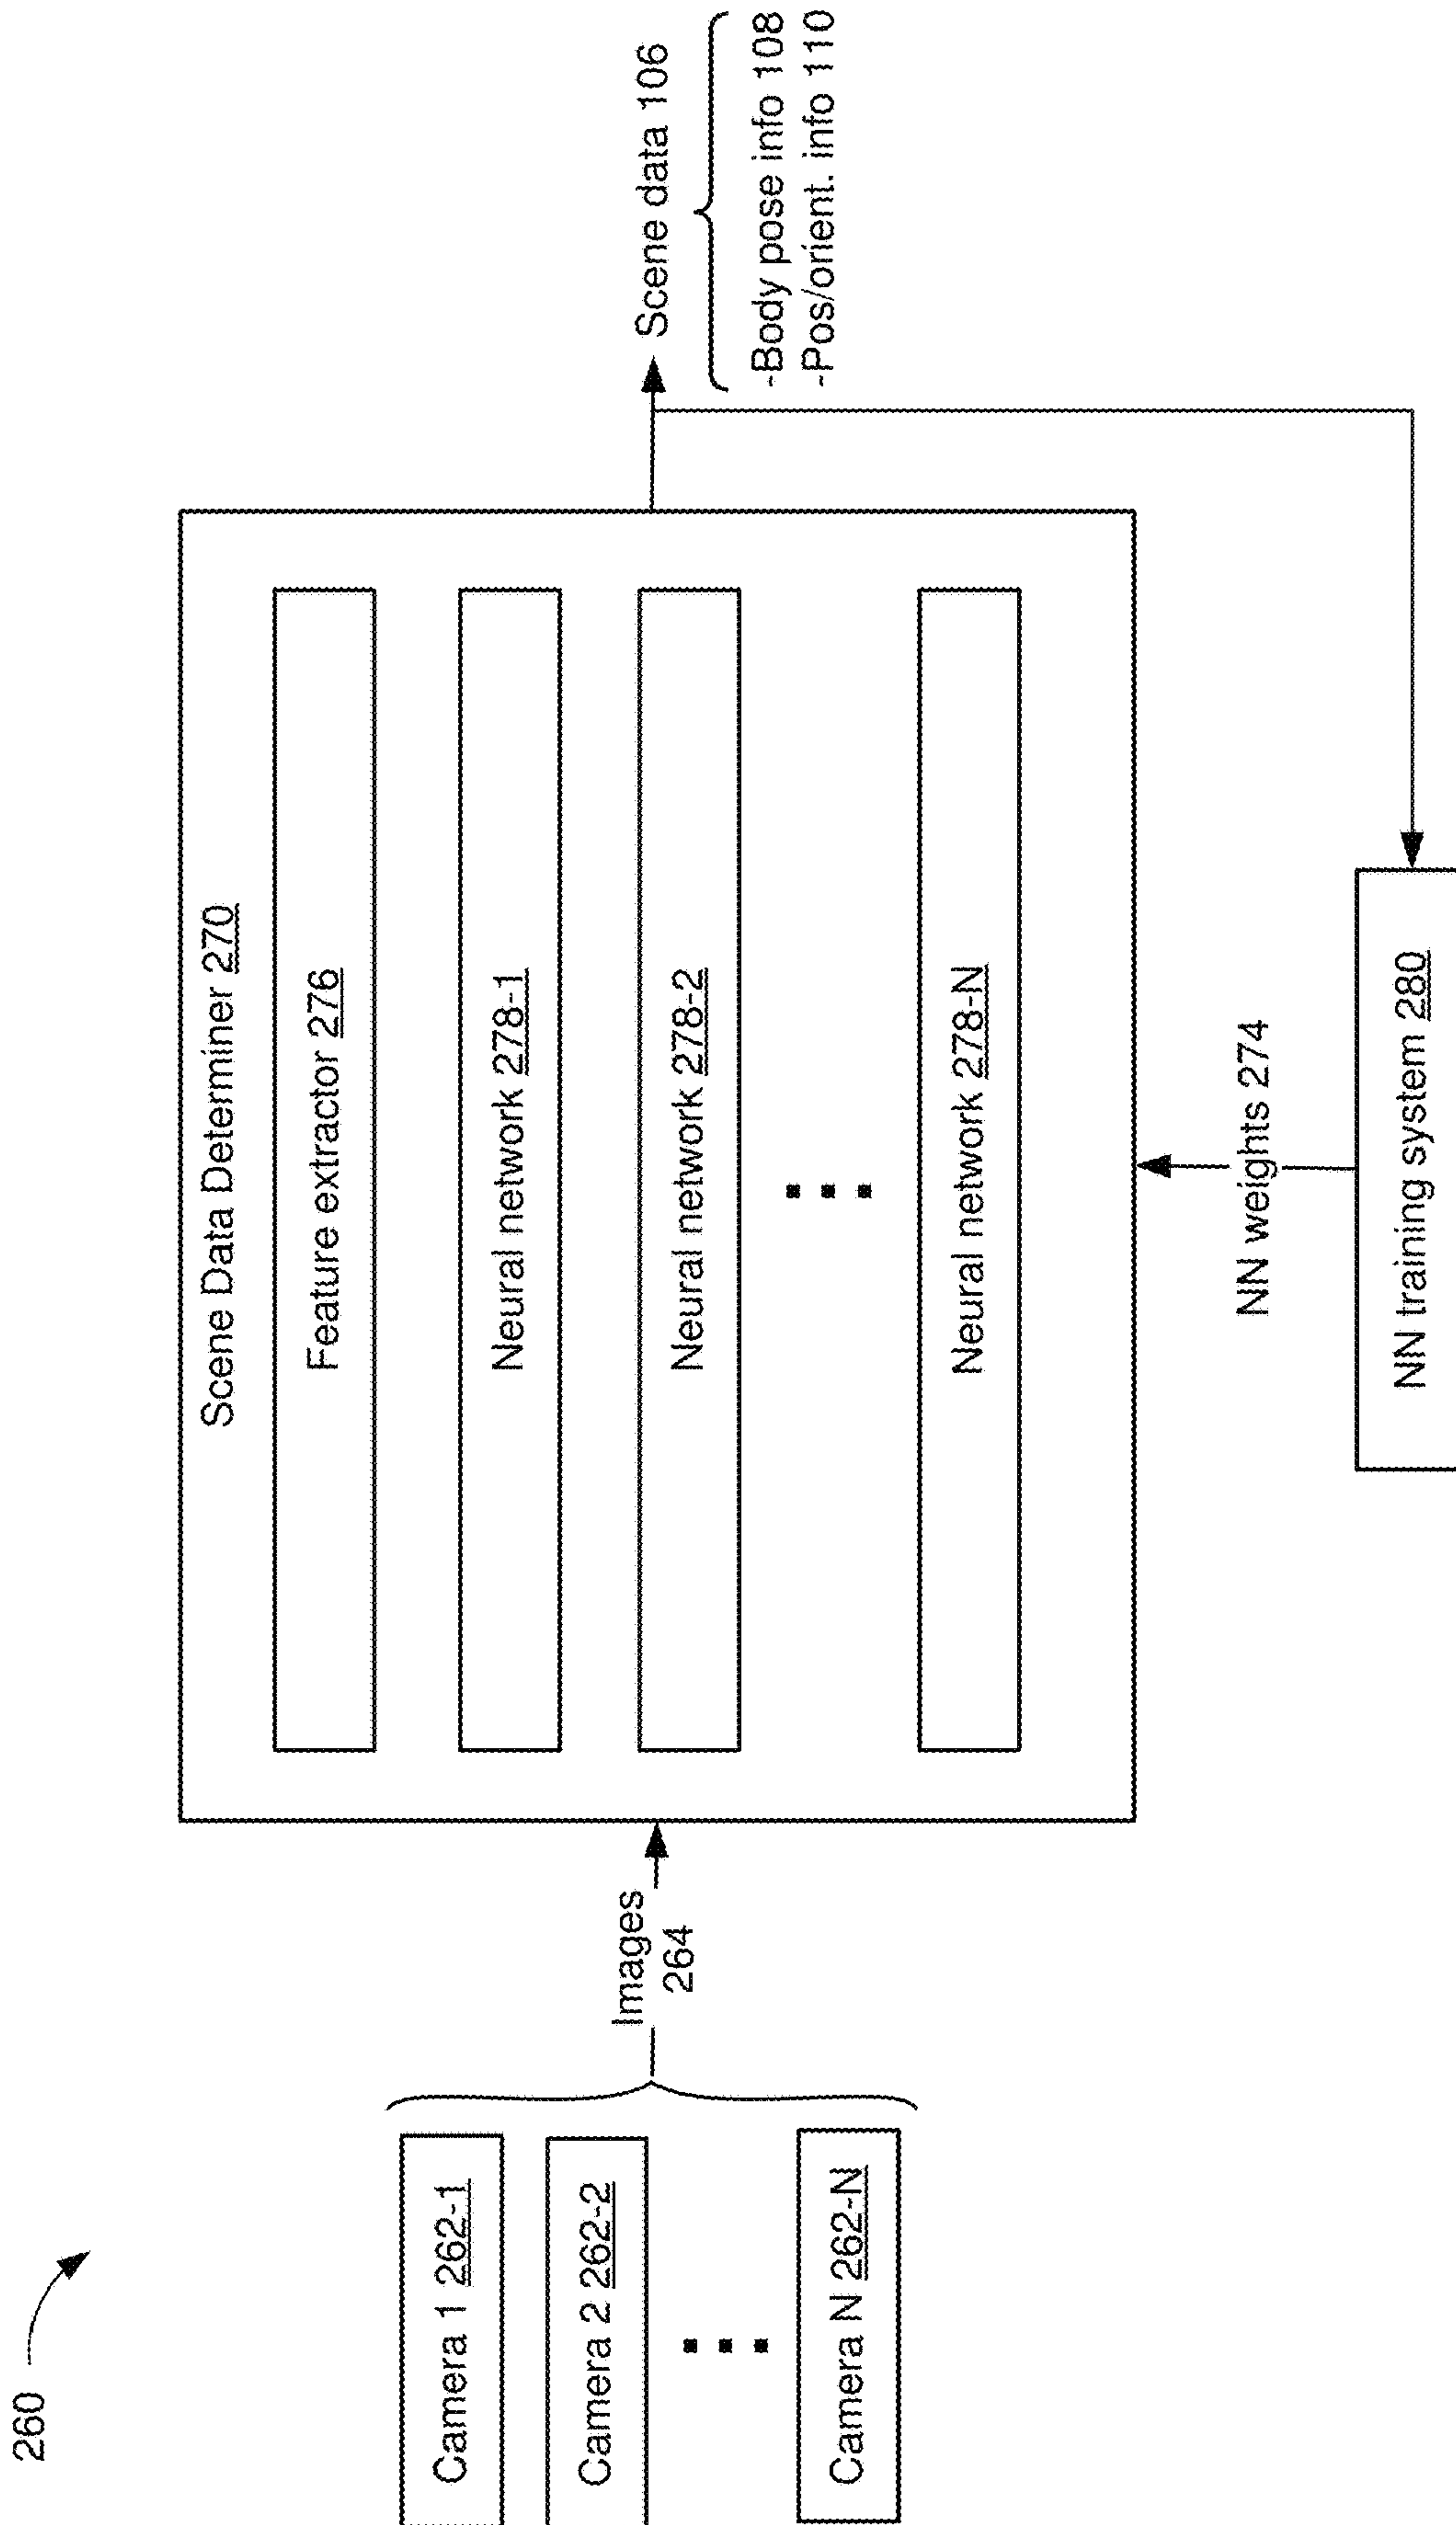 260
Camera 1 262-1
Camera 2 262-2
Camera N 262-N
Images
264
Scene Data Determiner 270
Feature extractor 276
Neural network 278-1
Neural network 278-2
Neural network 278-N
NN weights 274
NN training system 280
Scene data 106
-Body pose info 108
-Pos/orient. info 110